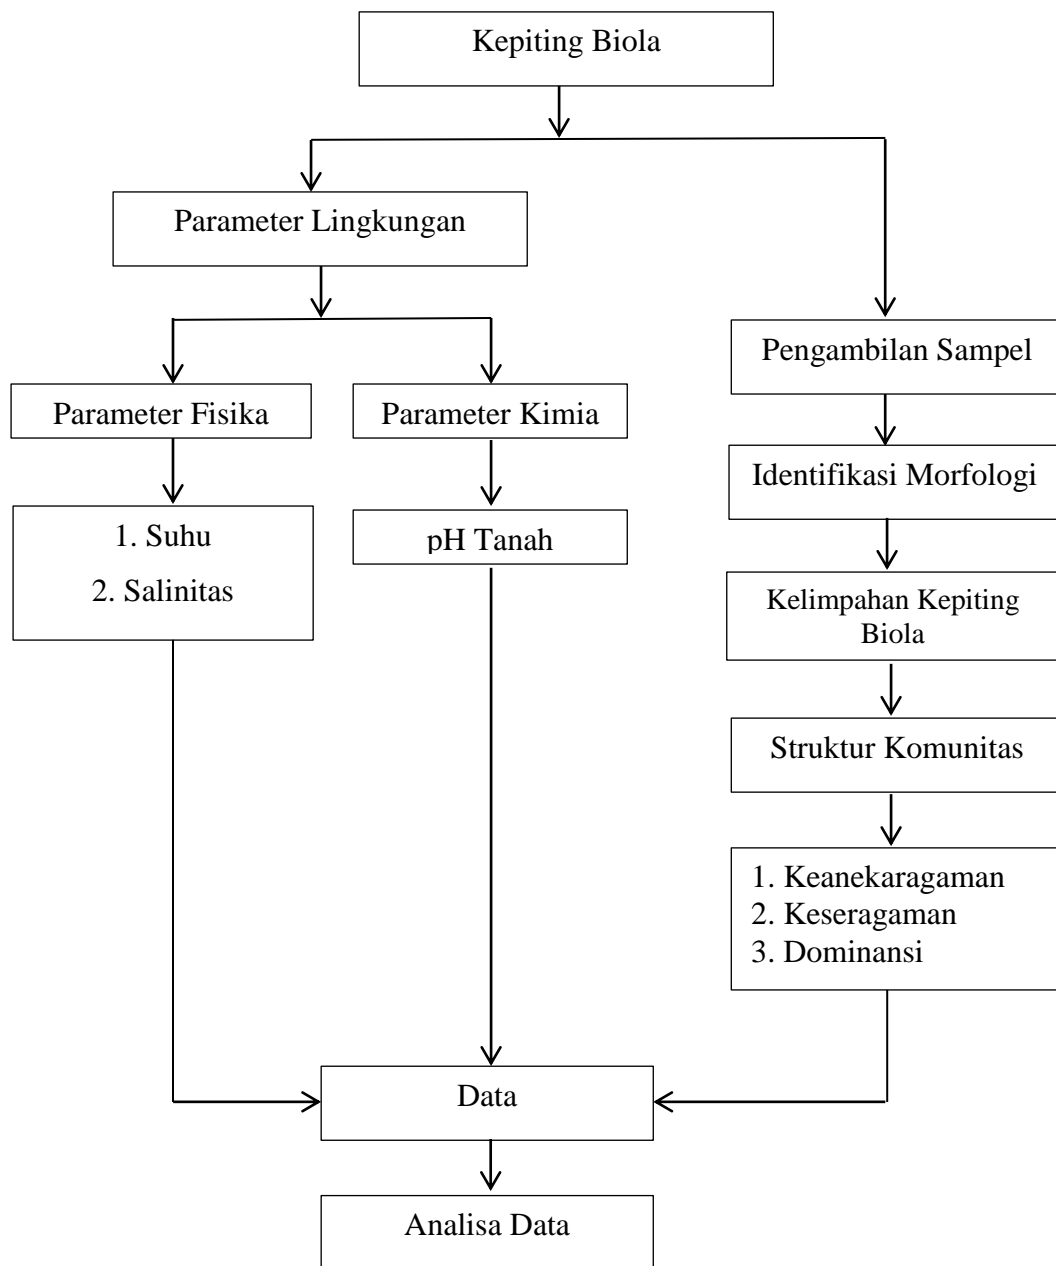 Kepiting Biola
Parameter Lingkungan
Pengambilan Sampel
Parameter Fisika
Parameter Kimia
Identifikasi Morfologi
1. Suhu
2. Salinitas
pH Tanah
Kelimpahan Kepiting
Biola
Struktur Komunitas
1. Keanekaragaman
2. Keseragaman
3. Dominansi
Data
Analisa Data